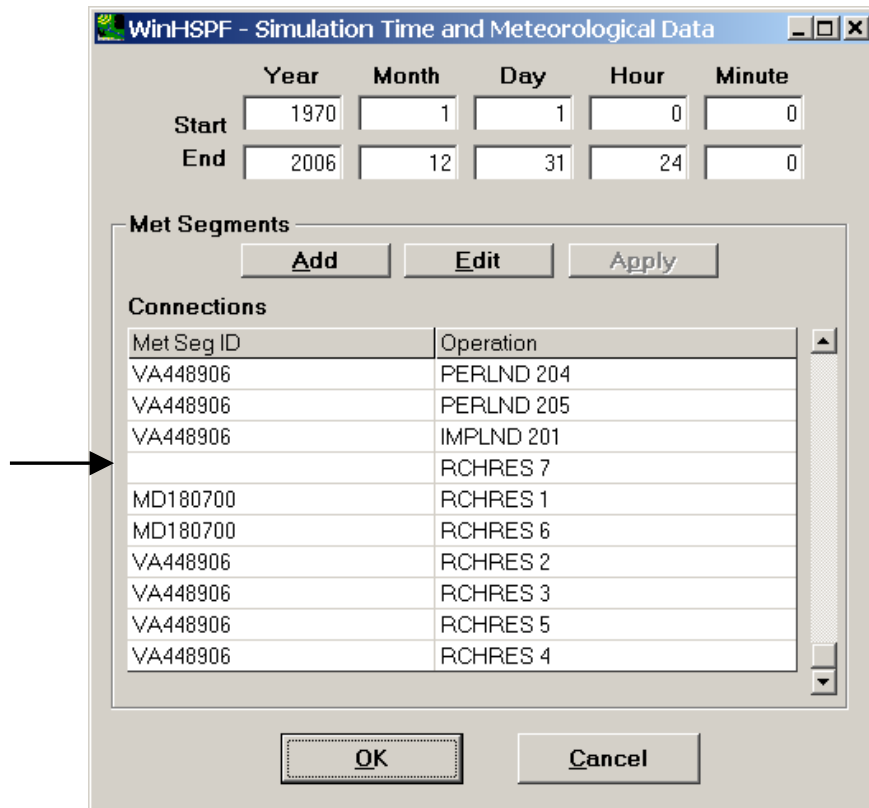 WinHSPF - Simulation Time and Meteorological Data
Year Month Day Hour Minute
Start 1970 1 1 0 0
End 2006 12 31 24 0
Met Segments
Add Edit Apply
Connections
Met Seg ID Operation
VA448906 PERLND 204
VA448906 PERLND 205
VA448906 IMPLND 201
RCHRES 7
MD180700 RCHRES 1
MD180700 RCHRES 6
VA448906 RCHRES 2
VA448906 RCHRES 3
VA448906 RCHRES 5
VA448906 RCHRES 4
OK Cancel